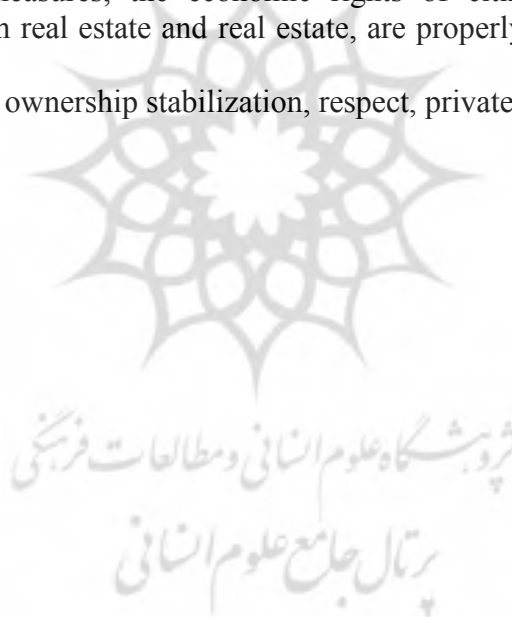 measures, the economic rights of
n real estate and real estate, are properly
ownership stabilization, respect, private
پژوهشگاه علوم انسانی و مطالعات فرهنگی
پرتال جامع علوم انسانی